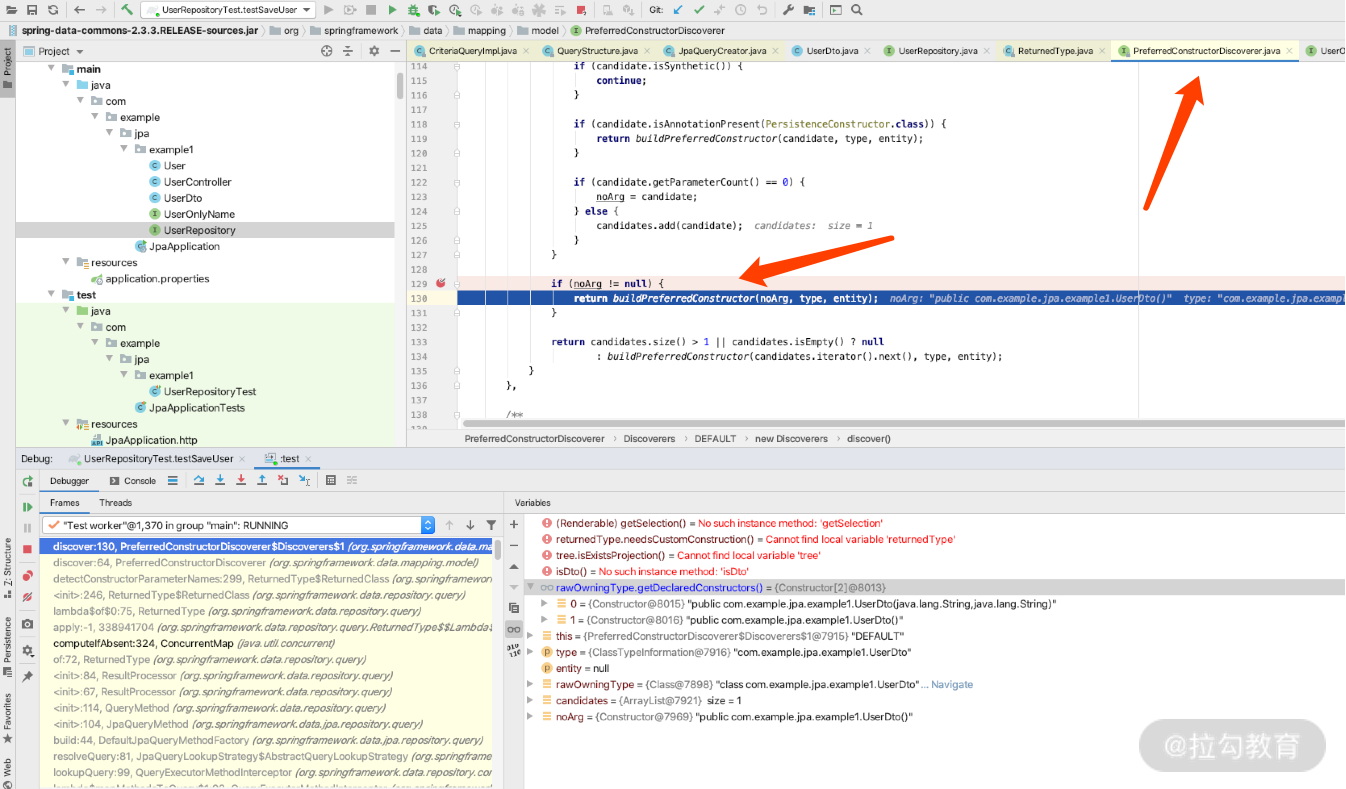 UserRepositoryTest.testSaveUser
Git:
spring-data-commons-2.3.3.RELEASE-sources.jar
org
springframework
data
mapping
model
PreferredConstructorDiscoverer
Project
CriteriaQueryImpl.java
QueryStructure.java
JpaQueryCreator.java
UserDto.java
UserRepository.java
ReturnedType.java
PreferredConstructorDiscoverer.java
Project
main
java
com
example
jpa
example1
User
UserController
UserDto
UserOnlyName
UserRepository
JpaApplication
resources
application.properties
test
java
com
example
jpa
example1
UserRepositoryTest
JpaApplicationTests
resources
JpaApplication.http
114 if (candidate.isSynthetic()) {
115 continue;
116 }
117
118 if (candidate.isAnnotationPresent(PersistenceConstructor.class)) {
119 return buildPreferredConstructor(candidate, type, entity);
120 }
121
122 if (candidate.getParameterCount() == 0) {
123 noArg = candidate;
124 } else {
125 candidates.add(candidate); candidates: size = 1
126 }
127 }
128
129 if (noArg != null) {
130 return buildPreferredConstructor(noArg, type, entity); noArg: "public com.example.jpa.example1.UserDto()" type: "com.example.jpa.exampl
131 }
132
133 return candidates.size() > 1 || candidates.isEmpty() ? null
134 : buildPreferredConstructor(candidates.iterator().next(), type, entity);
135 }
136 },
137
138 /**
PreferredConstructorDiscoverer
Discoverers
DEFAULT
new Discoverers
discover()
Debug:
UserRepositoryTest.testSaveUser
:test
Debugger
Console
Frames
Threads
"Test worker"@1,370 in group "main": RUNNING
discover:130, PreferredConstructorDiscoverer$Discoverers$1 (org.springframework.data.ma
discover:64, PreferredConstructorDiscoverer (org.springframework.data.mapping.model)
detectConstructorParameterNames:299, ReturnedType$ReturnedClass (org.springframework
<init>:246, ReturnedType$ReturnedClass (org.springframework.data.repository.query)
lambda$of$0:75, ReturnedType (org.springframework.data.repository.query)
apply:-1, 338941704 (org.springframework.data.repository.query.ReturnedType$$Lambda$
computeIfAbsent:324, ConcurrentMap (java.util.concurrent)
of:72, ReturnedType (org.springframework.data.repository.query)
<init>:84, ResultProcessor (org.springframework.data.repository.query)
<init>:67, ResultProcessor (org.springframework.data.repository.query)
<init>:114, QueryMethod (org.springframework.data.repository.query)
<init>:104, JpaQueryMethod (org.springframework.data.jpa.repository.query)
build:44, DefaultJpaQueryMethodFactory (org.springframework.data.jpa.repository.query)
resolveQuery:81, JpaQueryLookupStrategy$AbstractQueryLookupStrategy (org.springframew
lookupQuery:99, QueryExecutorMethodInterceptor (org.springframework.data.repository.cor
Variables
(Renderable) getSelection() = No such instance method: 'getSelection'
returnedType.needsCustomConstruction() = Cannot find local variable 'returnedType'
tree.isExistsProjection() = Cannot find local variable 'tree'
isDto() = No such instance method: 'isDto'
rawOwningType.getDeclaredConstructors() = {Constructor[2]@8013}
0 = {Constructor@8015} "public com.example.jpa.example1.UserDto(java.lang.String,java.lang.String)"
1 = {Constructor@8016} "public com.example.jpa.example1.UserDto()"
this = {PreferredConstructorDiscoverer$Discoverers$1@7915} "DEFAULT"
type = {ClassTypeInformation@7916} "com.example.jpa.example1.UserDto"
entity = null
rawOwningType = {Class@7898} "class com.example.jpa.example1.UserDto"... Navigate
candidates = {ArrayList@7921} size = 1
noArg = {Constructor@7969} "public com.example.jpa.example1.UserDto()"
Z: Structure
Persistence
Favorites
Web
@拉勾教育